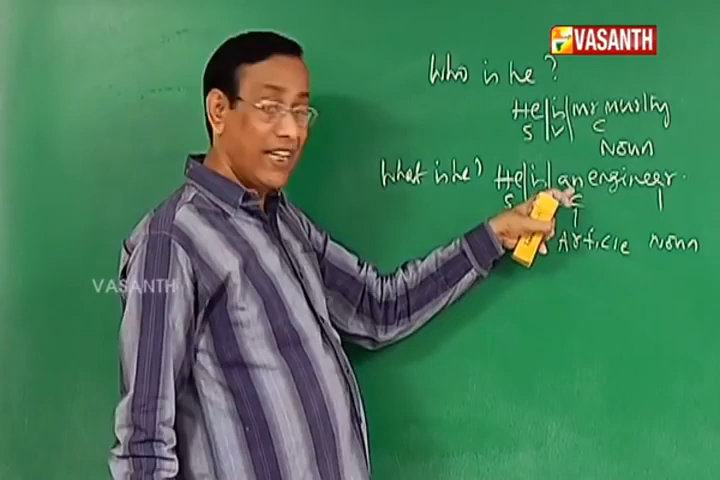 VASANTH
Who is he?
He | is | mr murthy
S V C
Noun
What is he? He | is | an engineer.
S C
Article Noun
VASANTH